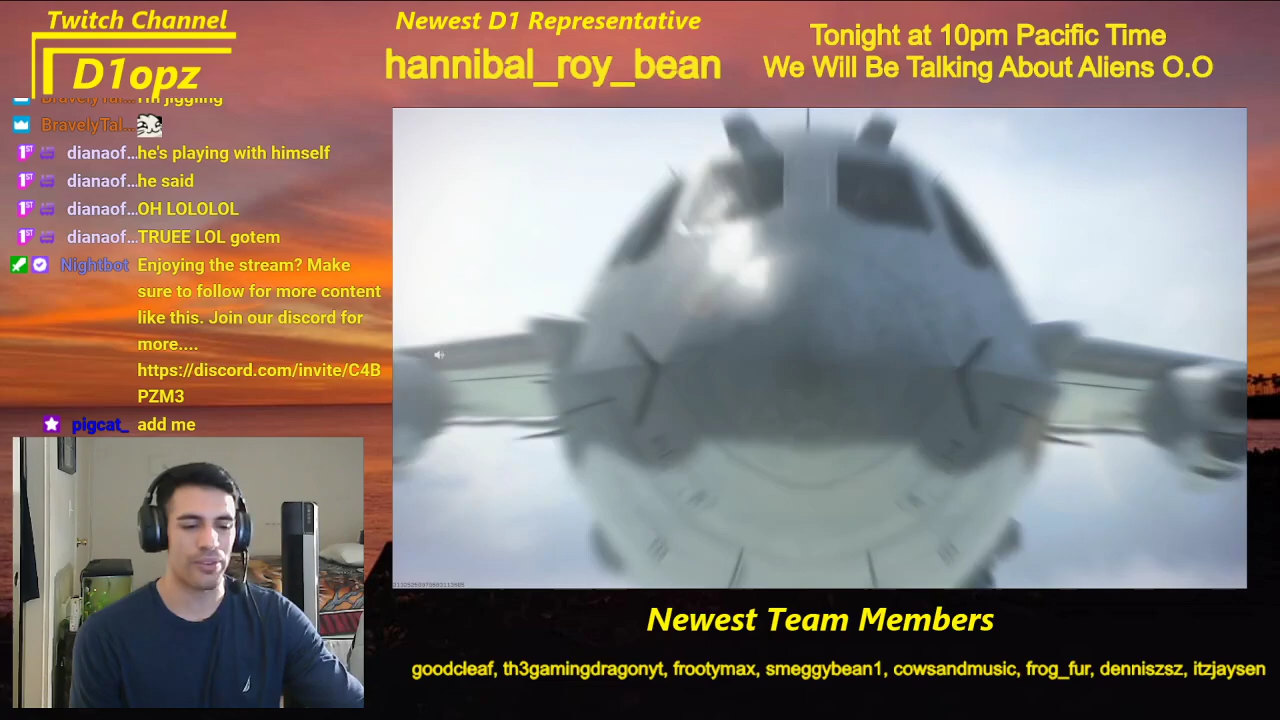 Twitch Channel
D1opz
Newest D1 Representative
hannibal_roy_bean
Tonight at 10pm Pacific Time
We Will Be Talking About Aliens O.O
I'm jiggling
BravelyTal...
dianaof...he's playing with himself
dianaof...he said
dianaof...OH LOLOLOL
dianaof...TRUEE LOL gotem
Nightbot Enjoying the stream? Make
sure to follow for more content
like this. Join our discord for
more....
https://discord.com/invite/C4B
PZM3
pigcat_ add me
Newest Team Members
goodcleaf, th3gamingdragonyt, frootymax, smeggybean1, cowsandmusic, frog_fur, denniszsz, itzjaysen